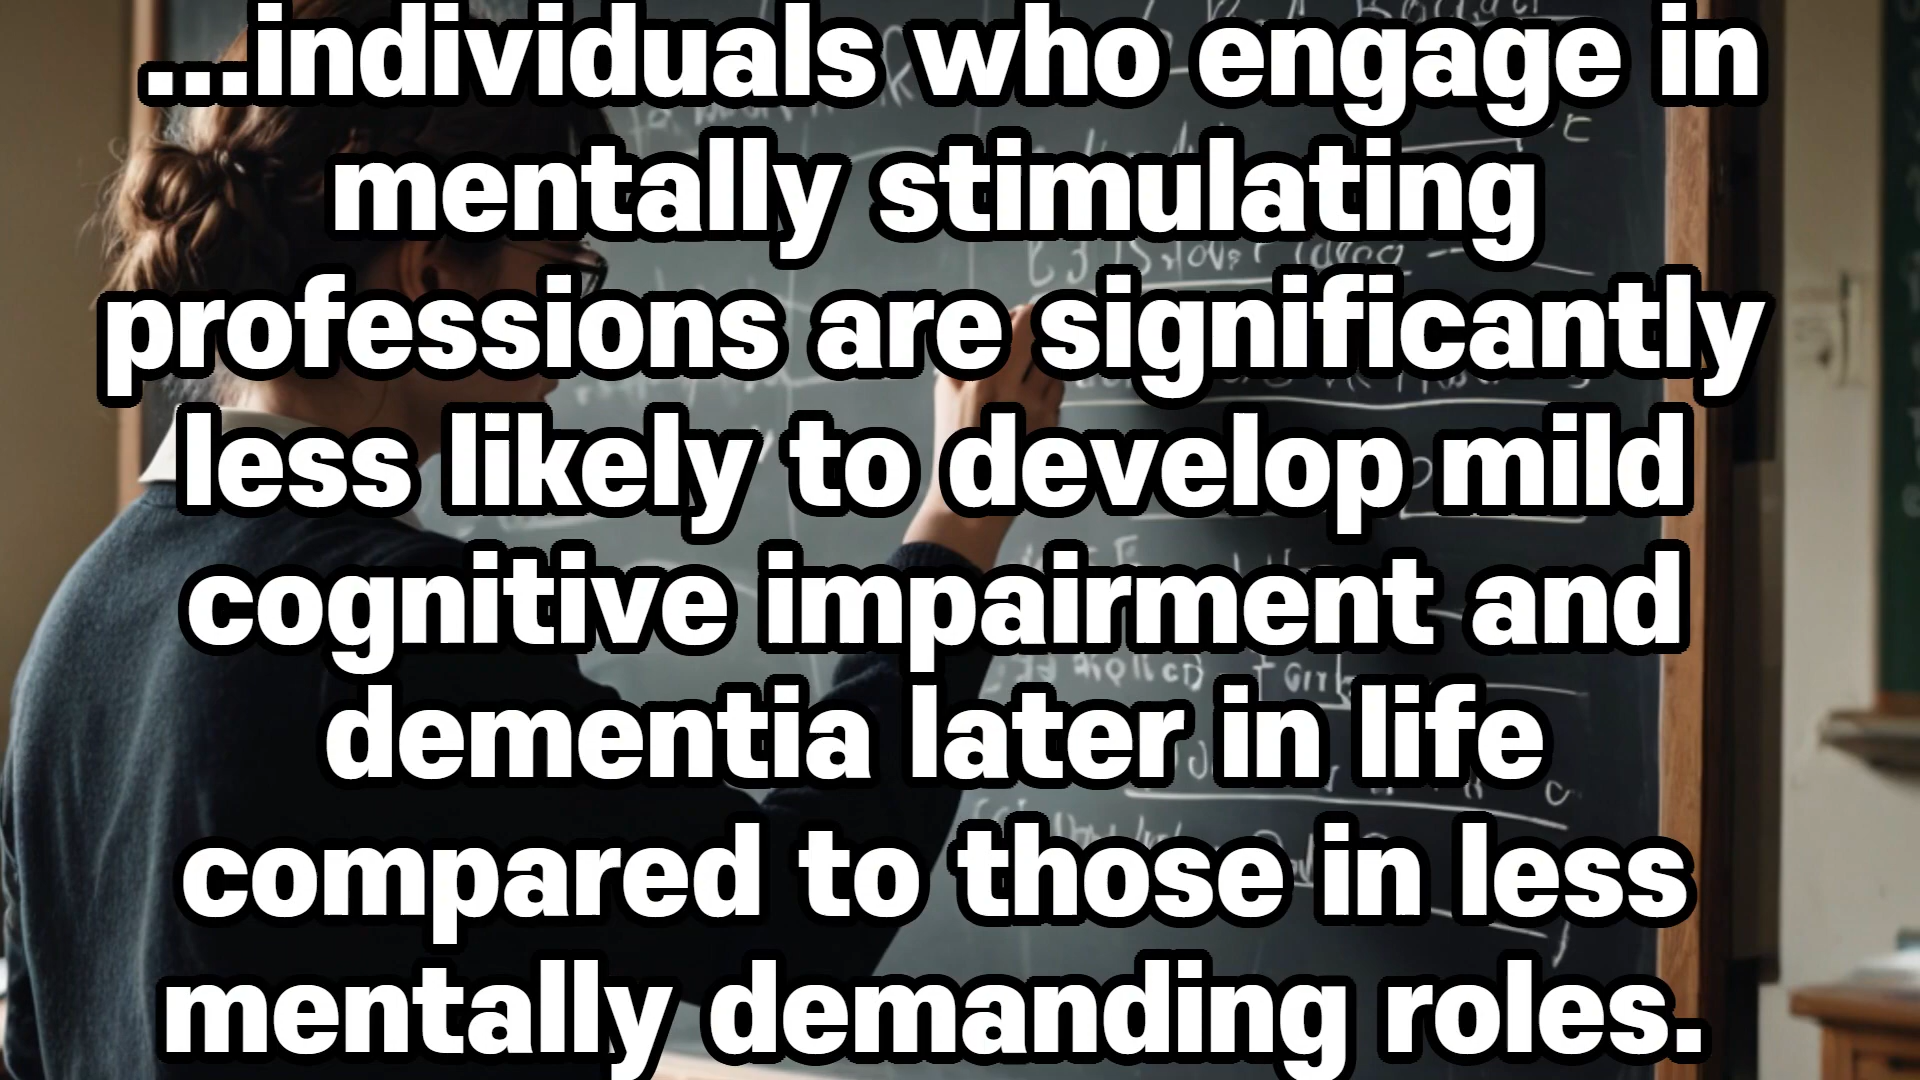 ...individuals who engage in
mentally stimulating
professions are significantly
less likely to develop mild
cognitive impairment and
dementia later in life
compared to those in less
mentally demanding roles.